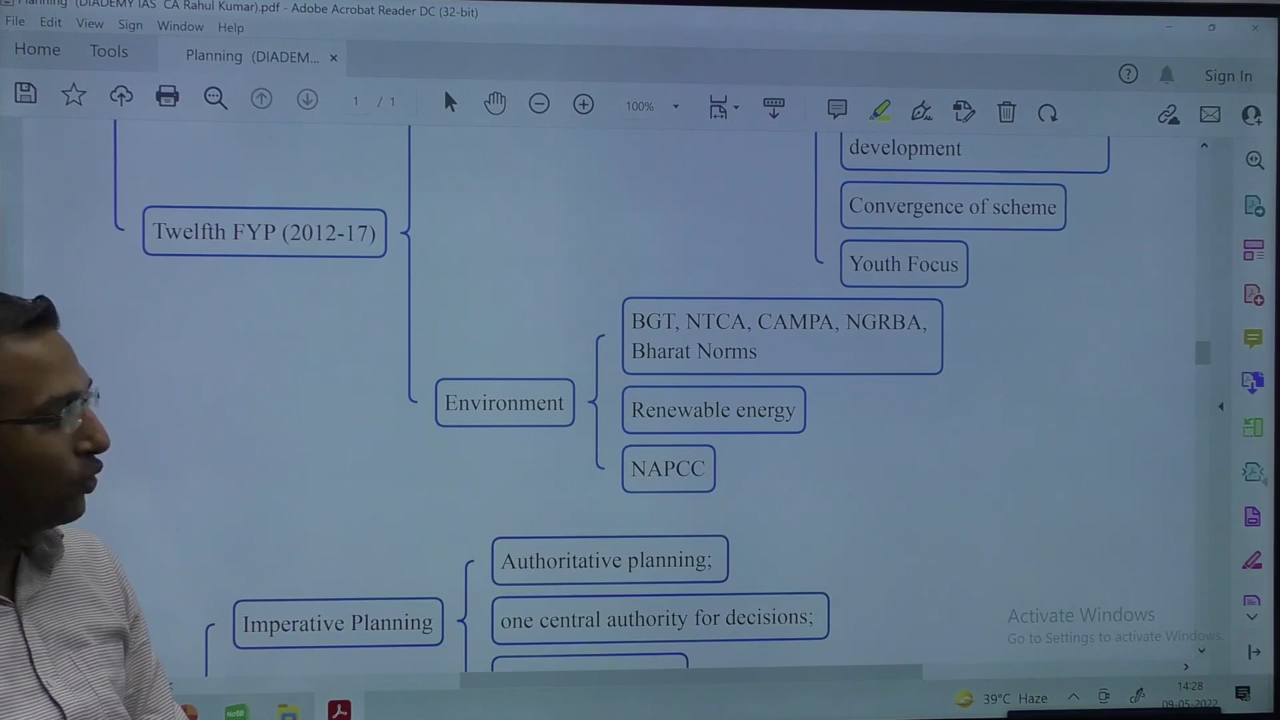 Planning (DIADEMY IAS CA Rahul Kumar).pdf - Adobe Acrobat Reader DC (32-bit)
File Edit View Sign Window Help
Home Tools Planning (DIADEM... ×
Sign In
1 / 1
100%
development
Convergence of scheme
Youth Focus
Twelfth FYP (2012-17)
BGT, NTCA, CAMPA, NGRBA,
Bharat Norms
Environment
Renewable energy
NAPCC
Authoritative planning;
Imperative Planning
one central authority for decisions;
Activate Windows
Go to Settings to activate Windows.
39°C Haze
14:28
09-05-2022